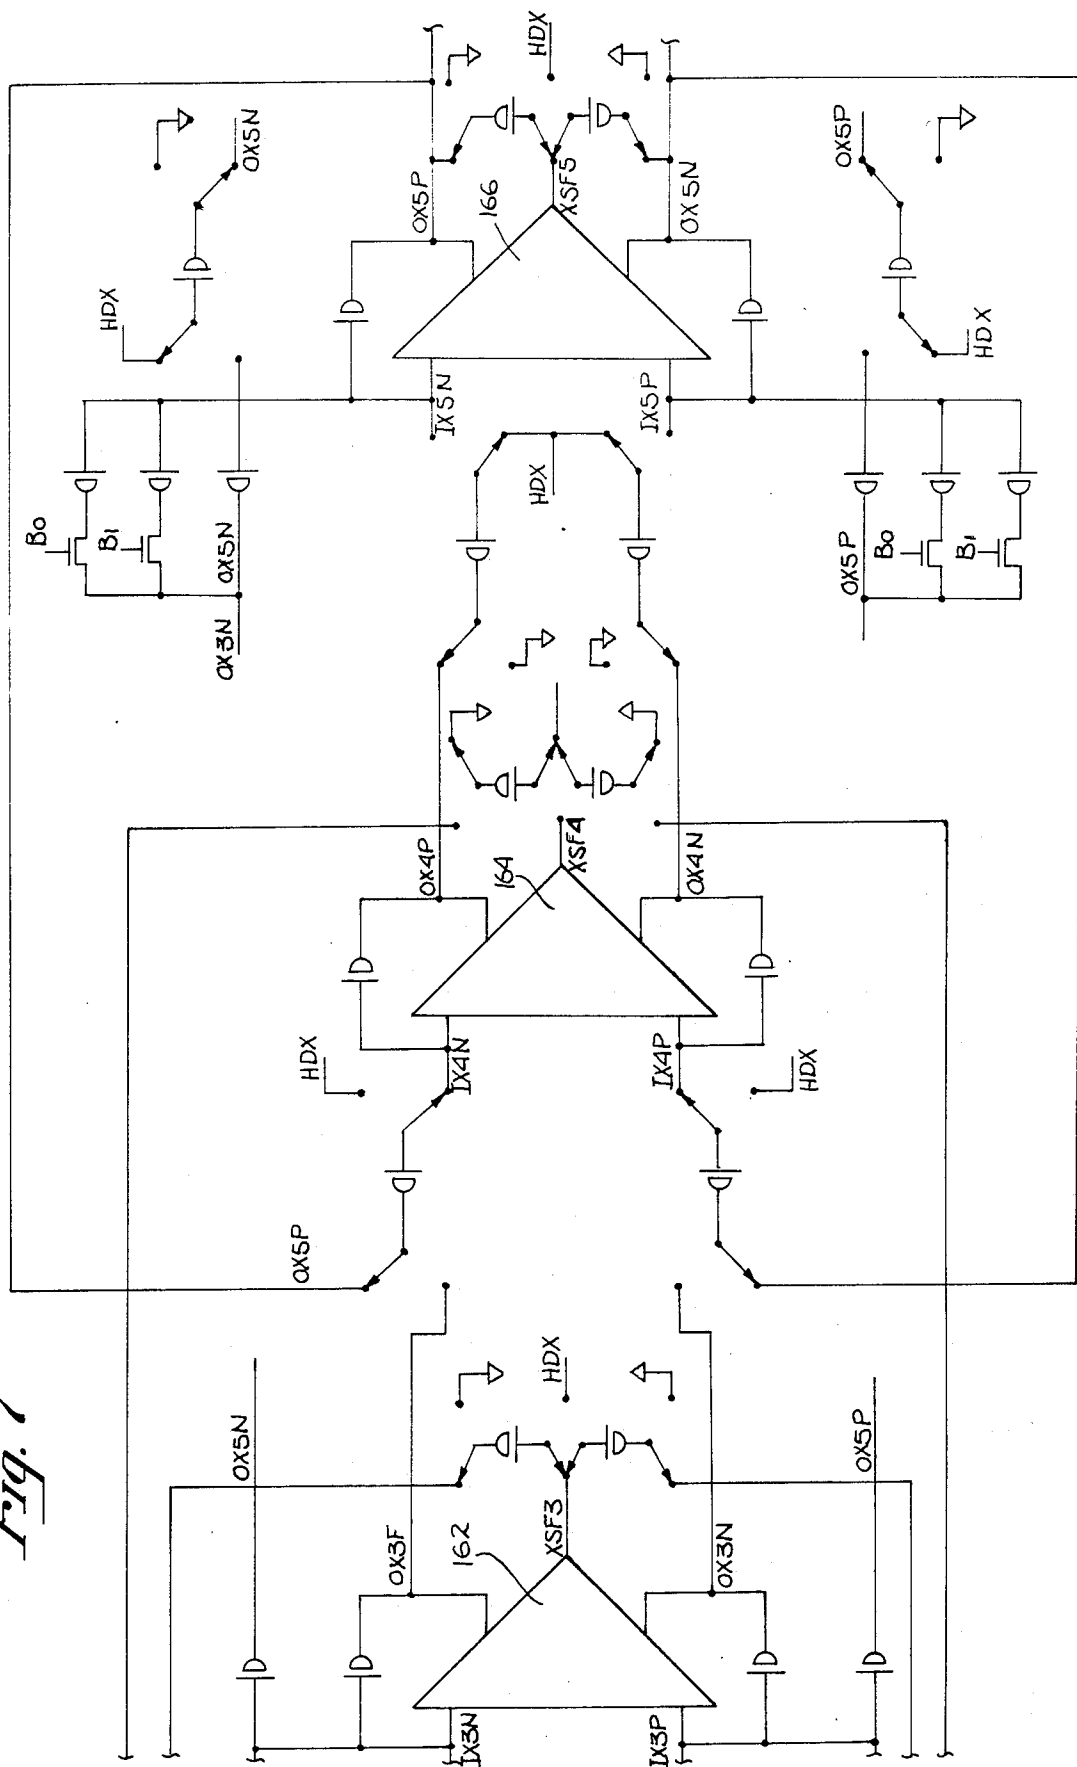 Fig. 7
B0
B1
HDX
OX5N
OX3N
OX5N
OX5N
OX5P
HDX
OX3F
OX4P
OX5P
162
164
166
IX3N
IX4N
IX5N
XSF3
HDX
XSF4
HDX
XSF5
HDX
IX3P
IX4P
IX5P
OX3N
OX4N
OX5N
HDX
OX5P
OX5P
OX5P
B0
B1
HDX